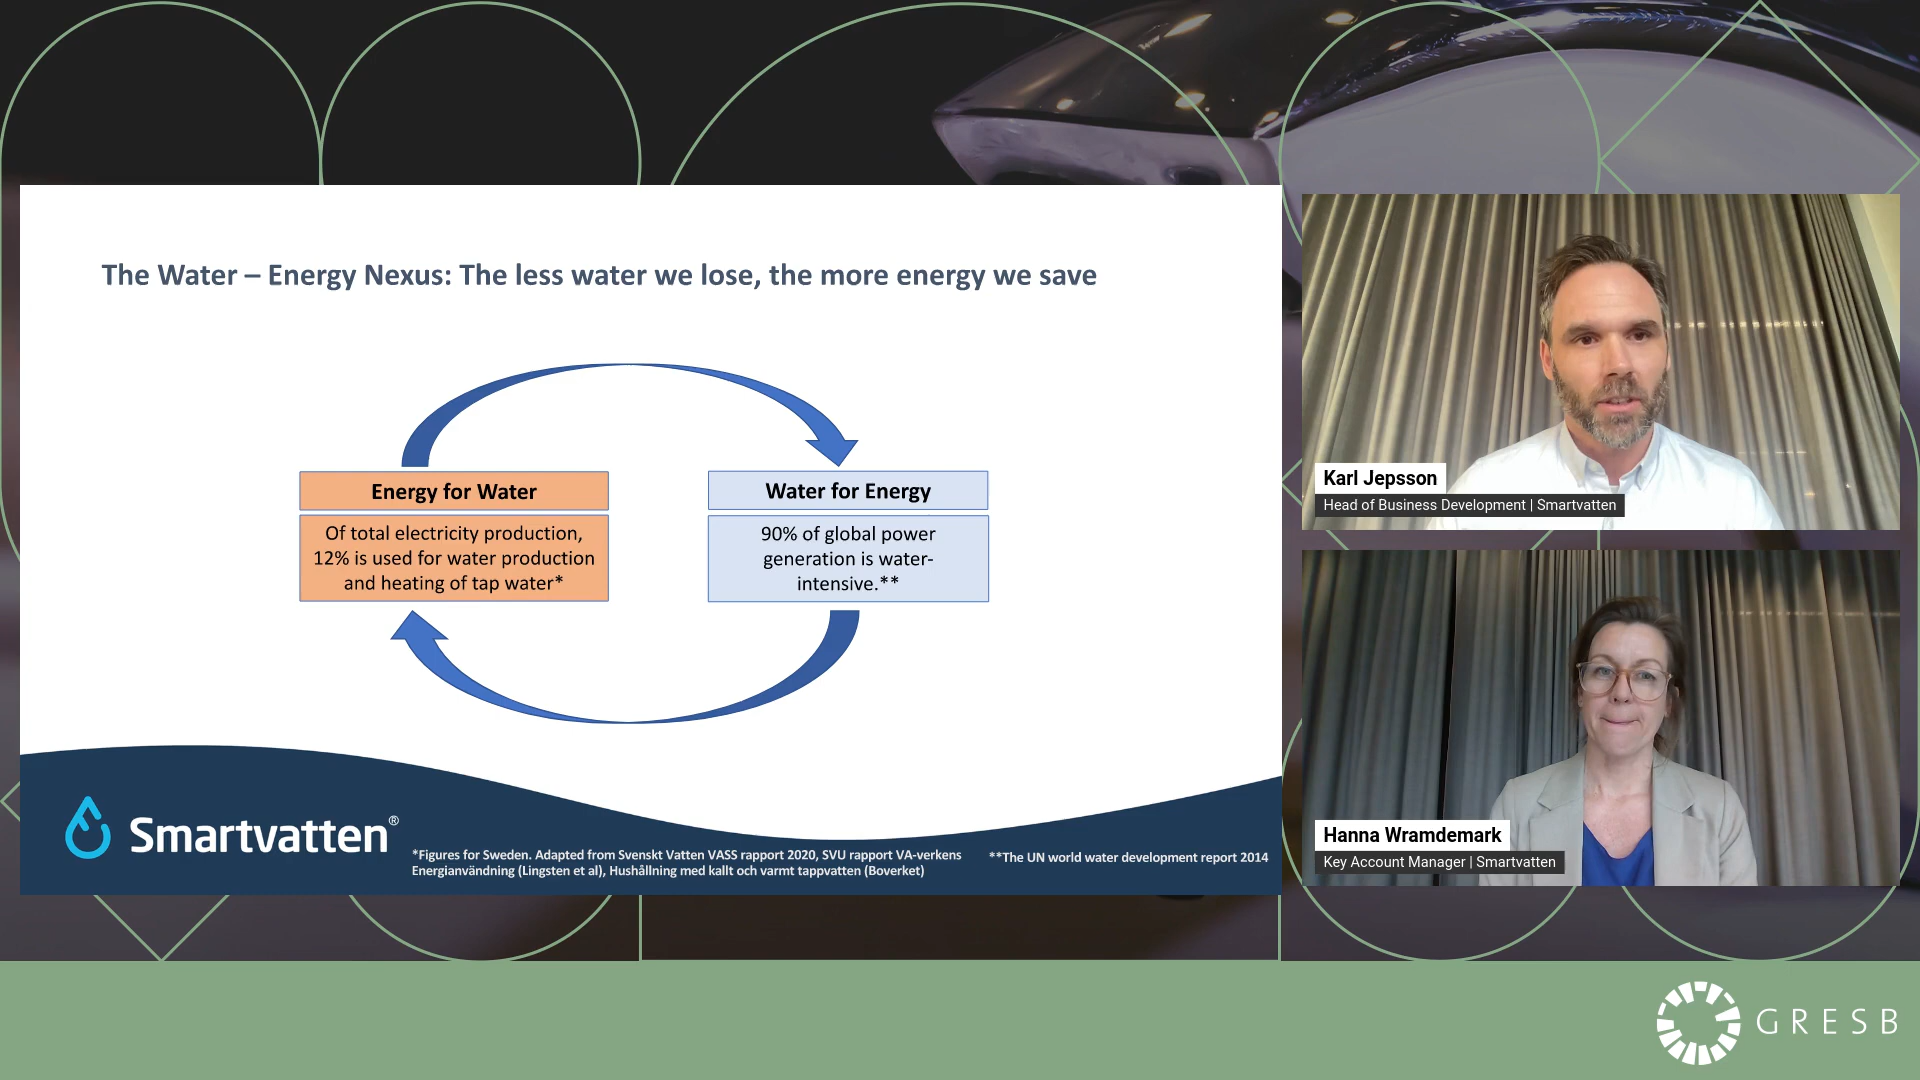 The Water – Energy Nexus: The less water we lose, the more energy we save
Energy for Water
Of total electricity production,
12% is used for water production
and heating of tap water*
Water for Energy
90% of global power
generation is water-
intensive.**
Smartvatten®
*Figures for Sweden. Adapted from Svenskt Vatten VASS rapport 2020, SVU rapport VA-verkens
Energianvändning (Lingsten et al), Hushållning med kallt och varmt tappvatten (Boverket)
**The UN world water development report 2014
Karl Jepsson
Head of Business Development | Smartvatten
Hanna Wramdemark
Key Account Manager | Smartvatten
GRESB